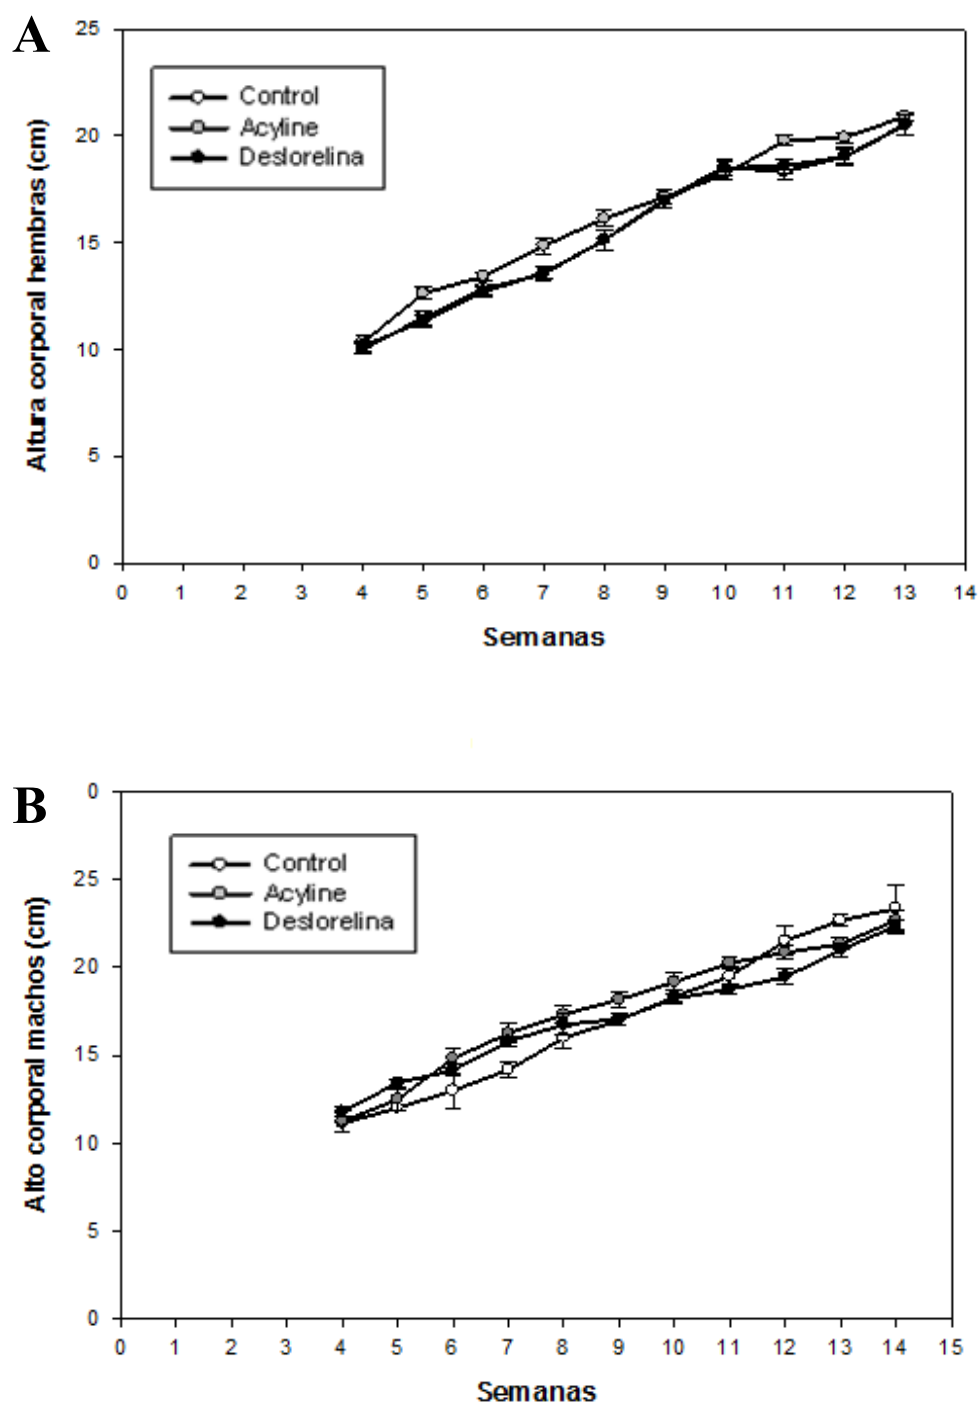 A
25
20
15
10
5
0
Altura corporal hembras (cm)
Control
Acyline
Deslorelina
0 1 2 3 4 5 6 7 8 9 10 11 12 13 14
Semanas
B
0
25
20
15
10
5
0
Alto corporal machos (cm)
Control
Acyline
Deslorelina
0 1 2 3 4 5 6 7 8 9 10 11 12 13 14 15
Semanas